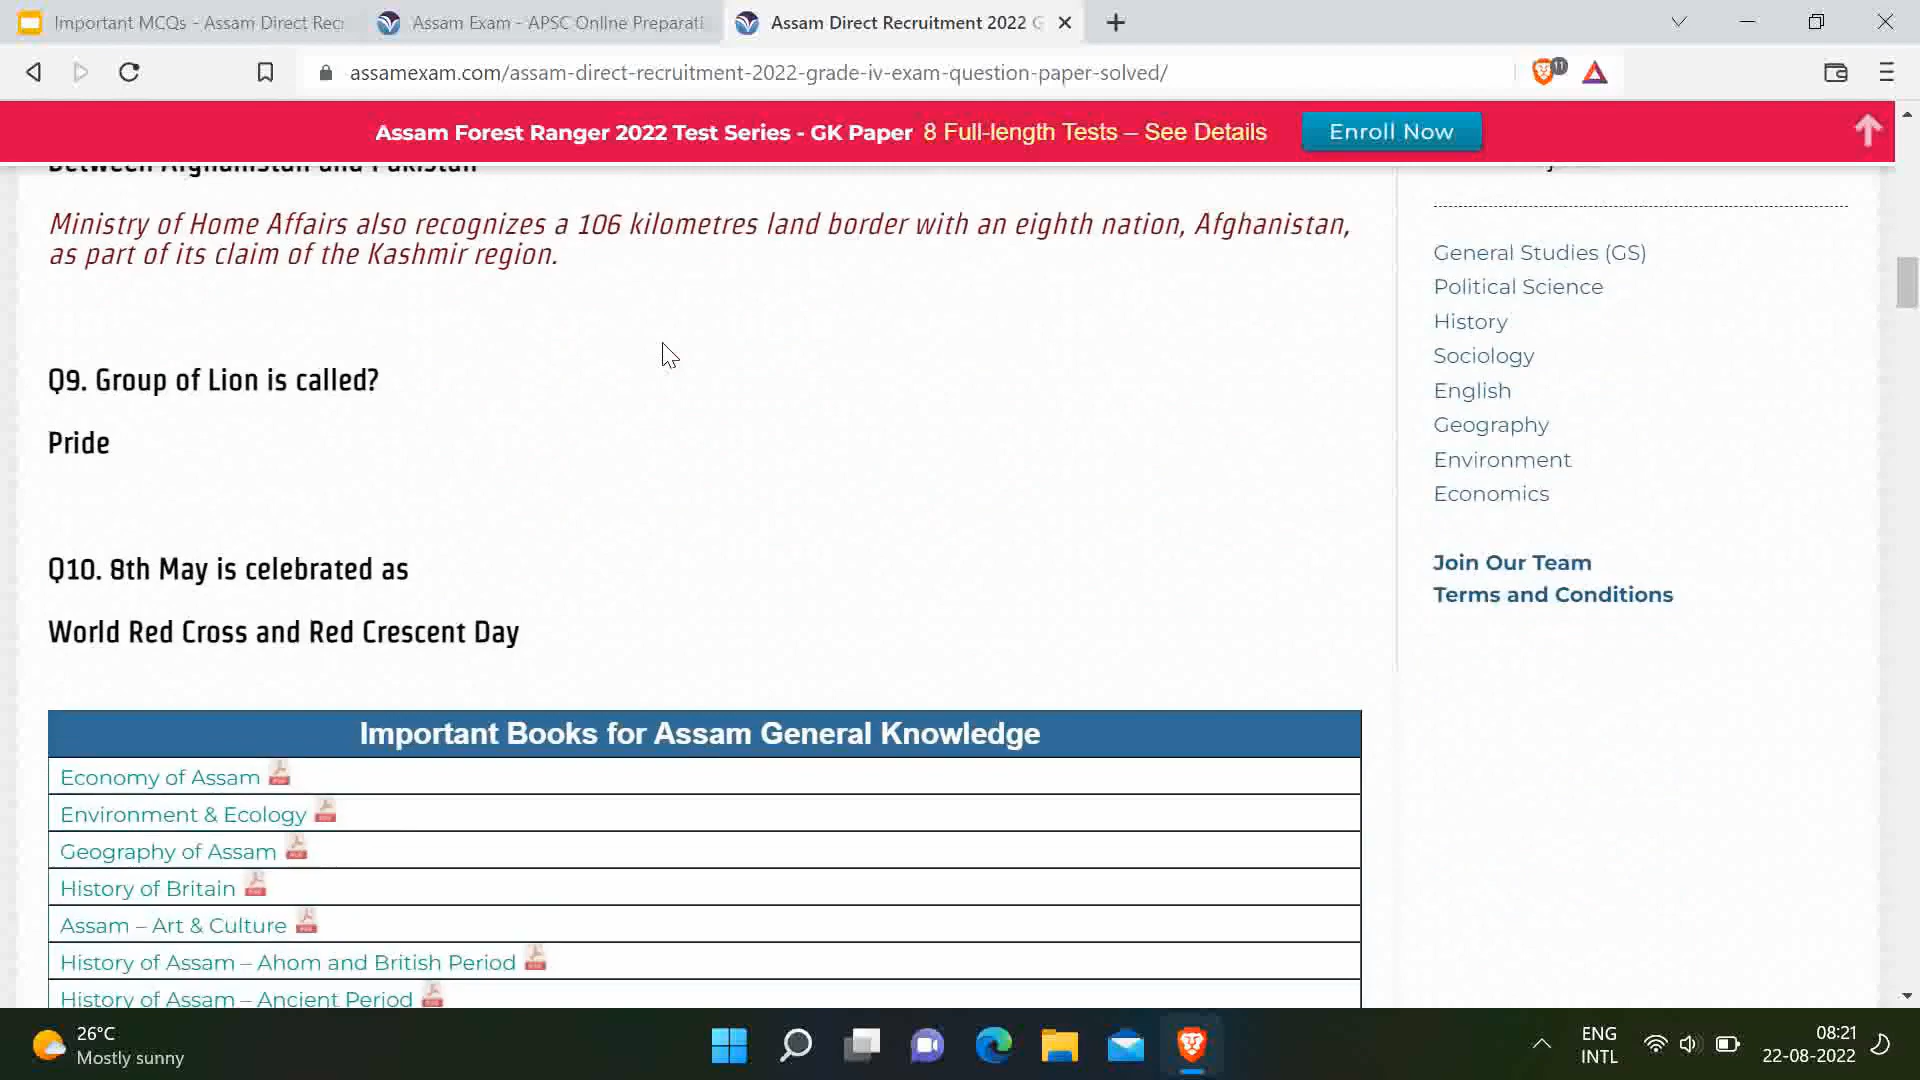 Important MCQs - Assam Direct Recr
Assam Exam - APSC Online Preparati
Assam Direct Recruitment 2022 G
assamexam.com/assam-direct-recruitment-2022-grade-iv-exam-question-paper-solved/
11
Assam Forest Ranger 2022 Test Series - GK Paper 8 Full-length Tests – See Details
Enroll Now
Between Afghanistan and Pakistan
Ministry of Home Affairs also recognizes a 106 kilometres land border with an eighth nation, Afghanistan,
as part of its claim of the Kashmir region.
Q9. Group of Lion is called?
Pride
Q10. 8th May is celebrated as
World Red Cross and Red Crescent Day
Important Books for Assam General Knowledge
Economy of Assam
Environment & Ecology
Geography of Assam
History of Britain
Assam – Art & Culture
History of Assam – Ahom and British Period
History of Assam – Ancient Period
General Studies (GS)
Political Science
History
Sociology
English
Geography
Environment
Economics
Join Our Team
Terms and Conditions
26°C
Mostly sunny
ENG
INTL
08:21
22-08-2022